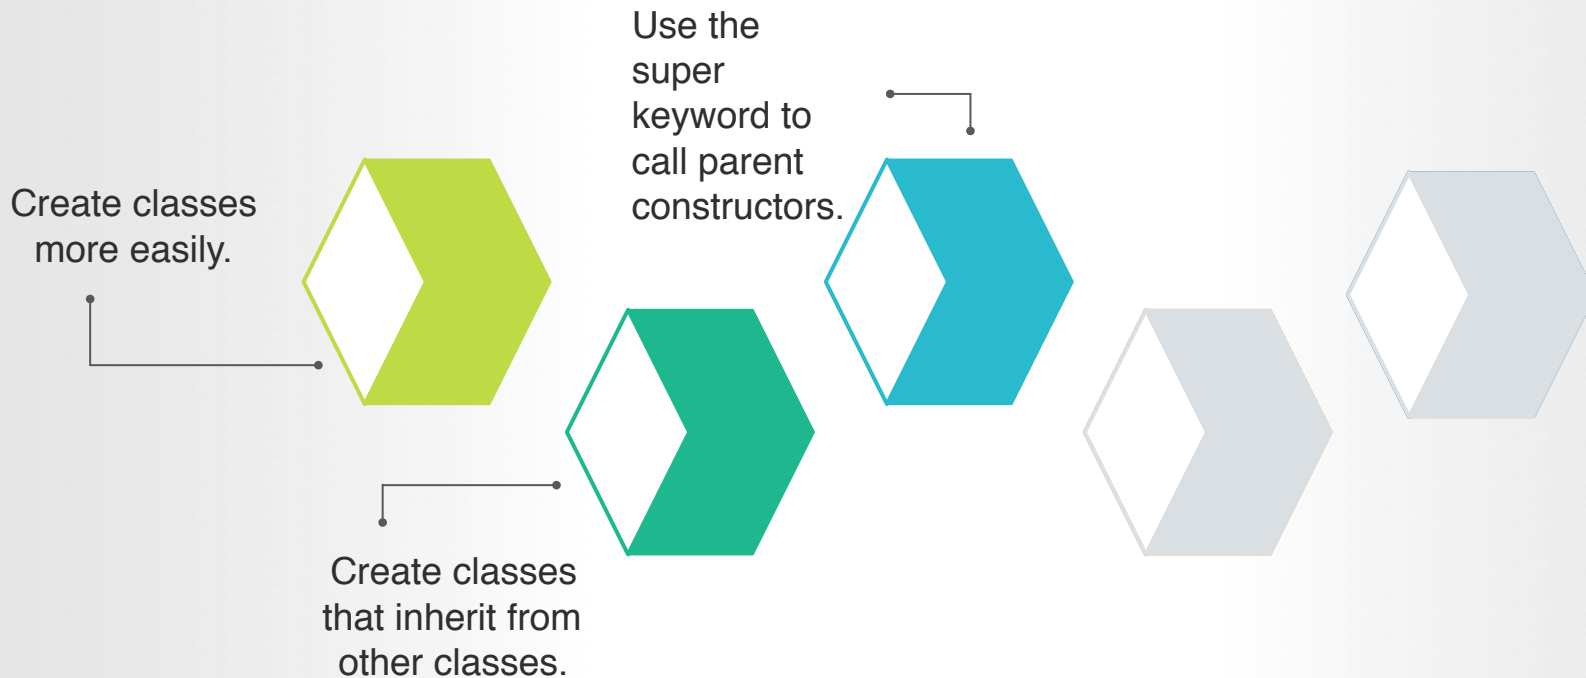 Create classes
more easily.
Create classes
that inherit from
other classes.
Use the
super
keyword to
call parent
constructors.